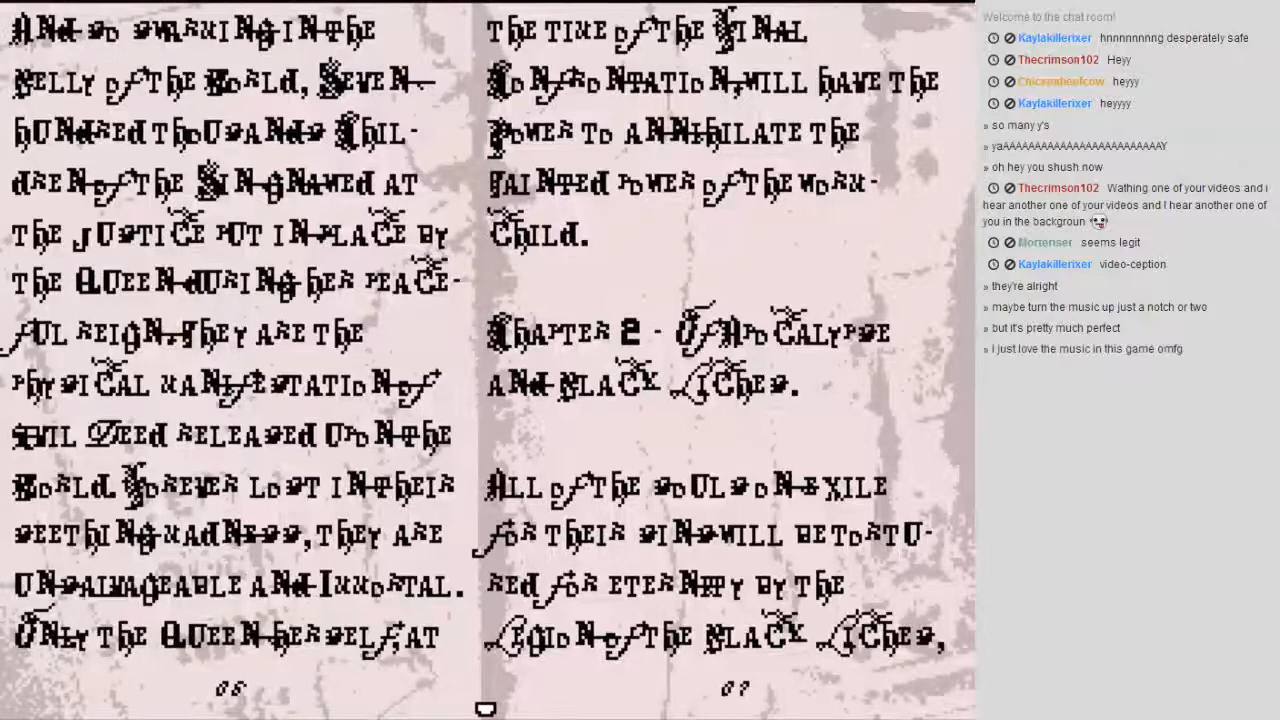 And so swarming in the
Belly of the World, Seven-
hundred thousands Chil-
dren of the Sin gnawed at
the justice put in place by
the Queen during her peace-
ful reign. They are the
physical manifestation of
Evil Deed released upon the
World. Forever lost in their
seething madness, they are
unsalvageable and Immortal.
Only the Queen herself, at
06
the time of the Final
Confrontation, will have the
Power to annihilate the
Tainted power of the Worm-
Child.
Chapter 2 - Of Apocalypse
and Black Liches.
All of the souls on exile
for their sins will be tortu-
red for eternity by the
Legion of the Black Liches,
07
Welcome to the chat room!
Kaylakillerixer hnnnnnnnng desperately safe
Thecrimson102 Heyy
Chickenbeefcow heyyy
Kaylakillerixer heyyyy
» so many y's
» yaAAAAAAAAAAAAAAAAAAAAAAAAAY
» oh hey you shush now
Thecrimson102 Wathing one of your videos and i
hear another one of your videos and I hear another one of
you in the backgroun
Mortenser seems legit
Kaylakillerixer video-ception
» they're alright
» maybe turn the music up just a notch or two
» but it's pretty much perfect
» I just love the music in this game omfg